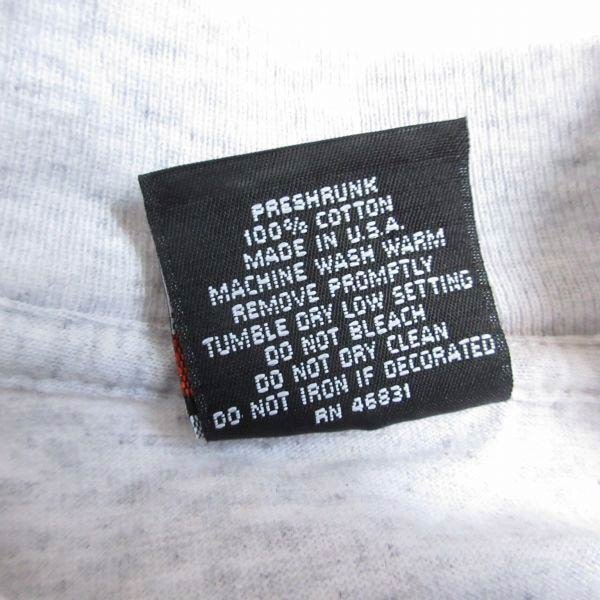 PRESHRUNK
100% COTTON
MADE IN U.S.A.
MACHINE WASH WARM
REMOVE PROMPTLY
TUMBLE DRY LOW SETTING
DO NOT BLEACH
DO NOT DRY CLEAN
DO NOT IRON IF DECORATED
RN 46831